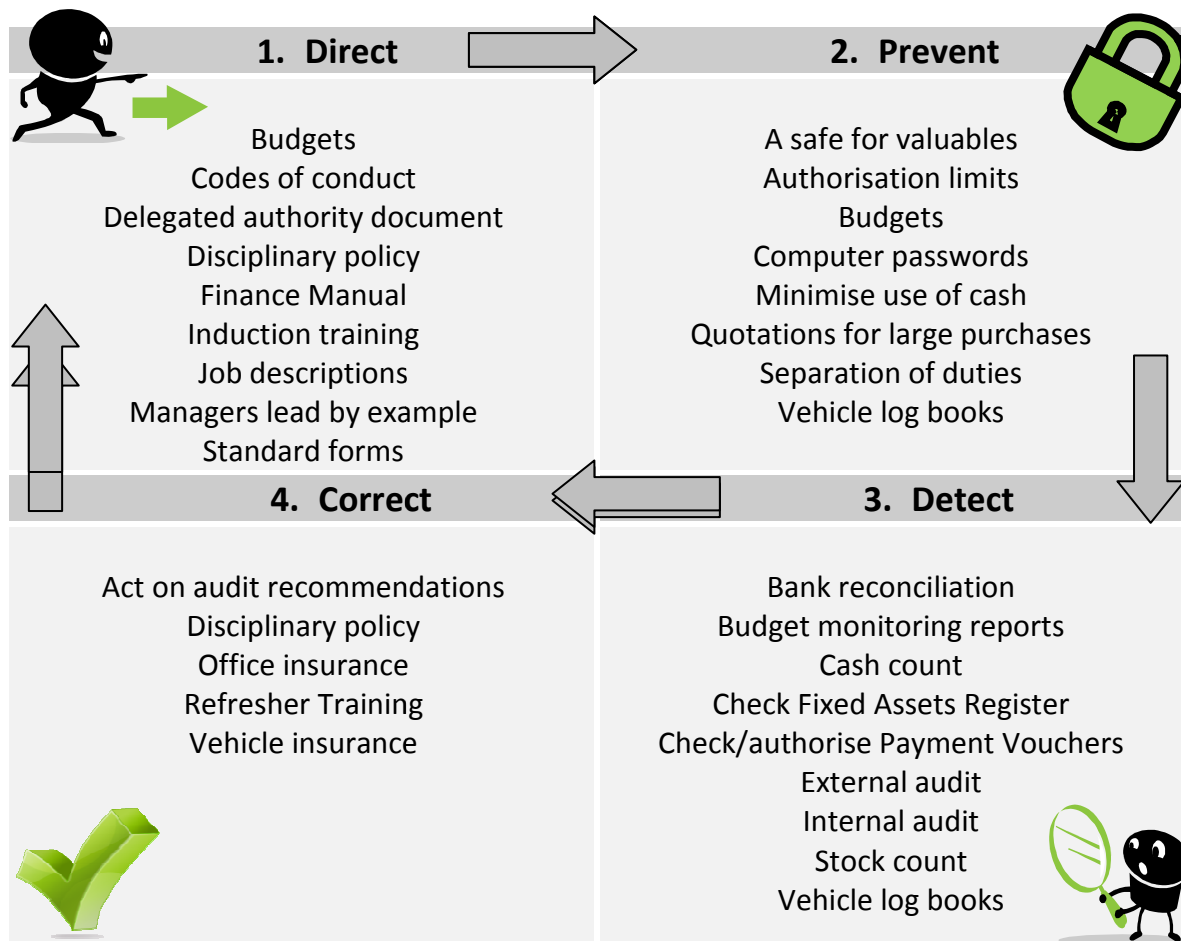 1. Direct
2. Prevent
Budgets
Codes of conduct
Delegated authority document
Disciplinary policy
Finance Manual
Induction training
Job descriptions
Managers lead by example
Standard forms
A safe for valuables
Authorisation limits
Budgets
Computer passwords
Minimise use of cash
Quotations for large purchases
Separation of duties
Vehicle log books
4. Correct
3. Detect
Act on audit recommendations
Disciplinary policy
Office insurance
Refresher Training
Vehicle insurance
Bank reconciliation
Budget monitoring reports
Cash count
Check Fixed Assets Register
Check/authorise Payment Vouchers
External audit
Internal audit
Stock count
Vehicle log books